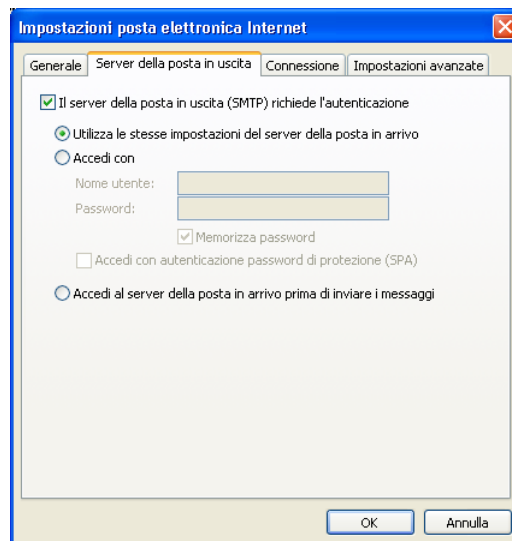 Impostazioni posta elettronica Internet
Generale Server della posta in uscita Connessione Impostazioni avanzate
Il server della posta in uscita (SMTP) richiede l'autenticazione
Utilizza le stesse impostazioni del server della posta in arrivo
Accedi con
Nome utente:
Password:
Memorizza password
Accedi con autenticazione password di protezione (SPA)
Accedi al server della posta in arrivo prima di inviare i messaggi
OK Annulla